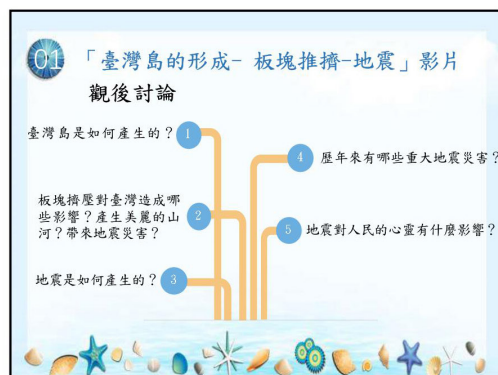 01 「臺灣島的形成- 板塊推擠-地震」影片
觀後討論
臺灣島是如何產生的？ 1
板塊擠壓對臺灣造成哪
些影響？產生美麗的山
河？帶來地震災害？
2
地震是如何產生的？ 3
4 歷年來有哪些重大地震災害？
5 地震對人民的心靈有什麼影響？